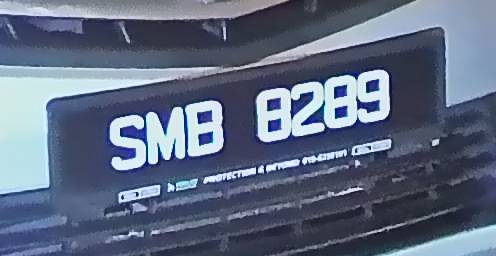 SMB 8289
PROTECTION & BEYOND